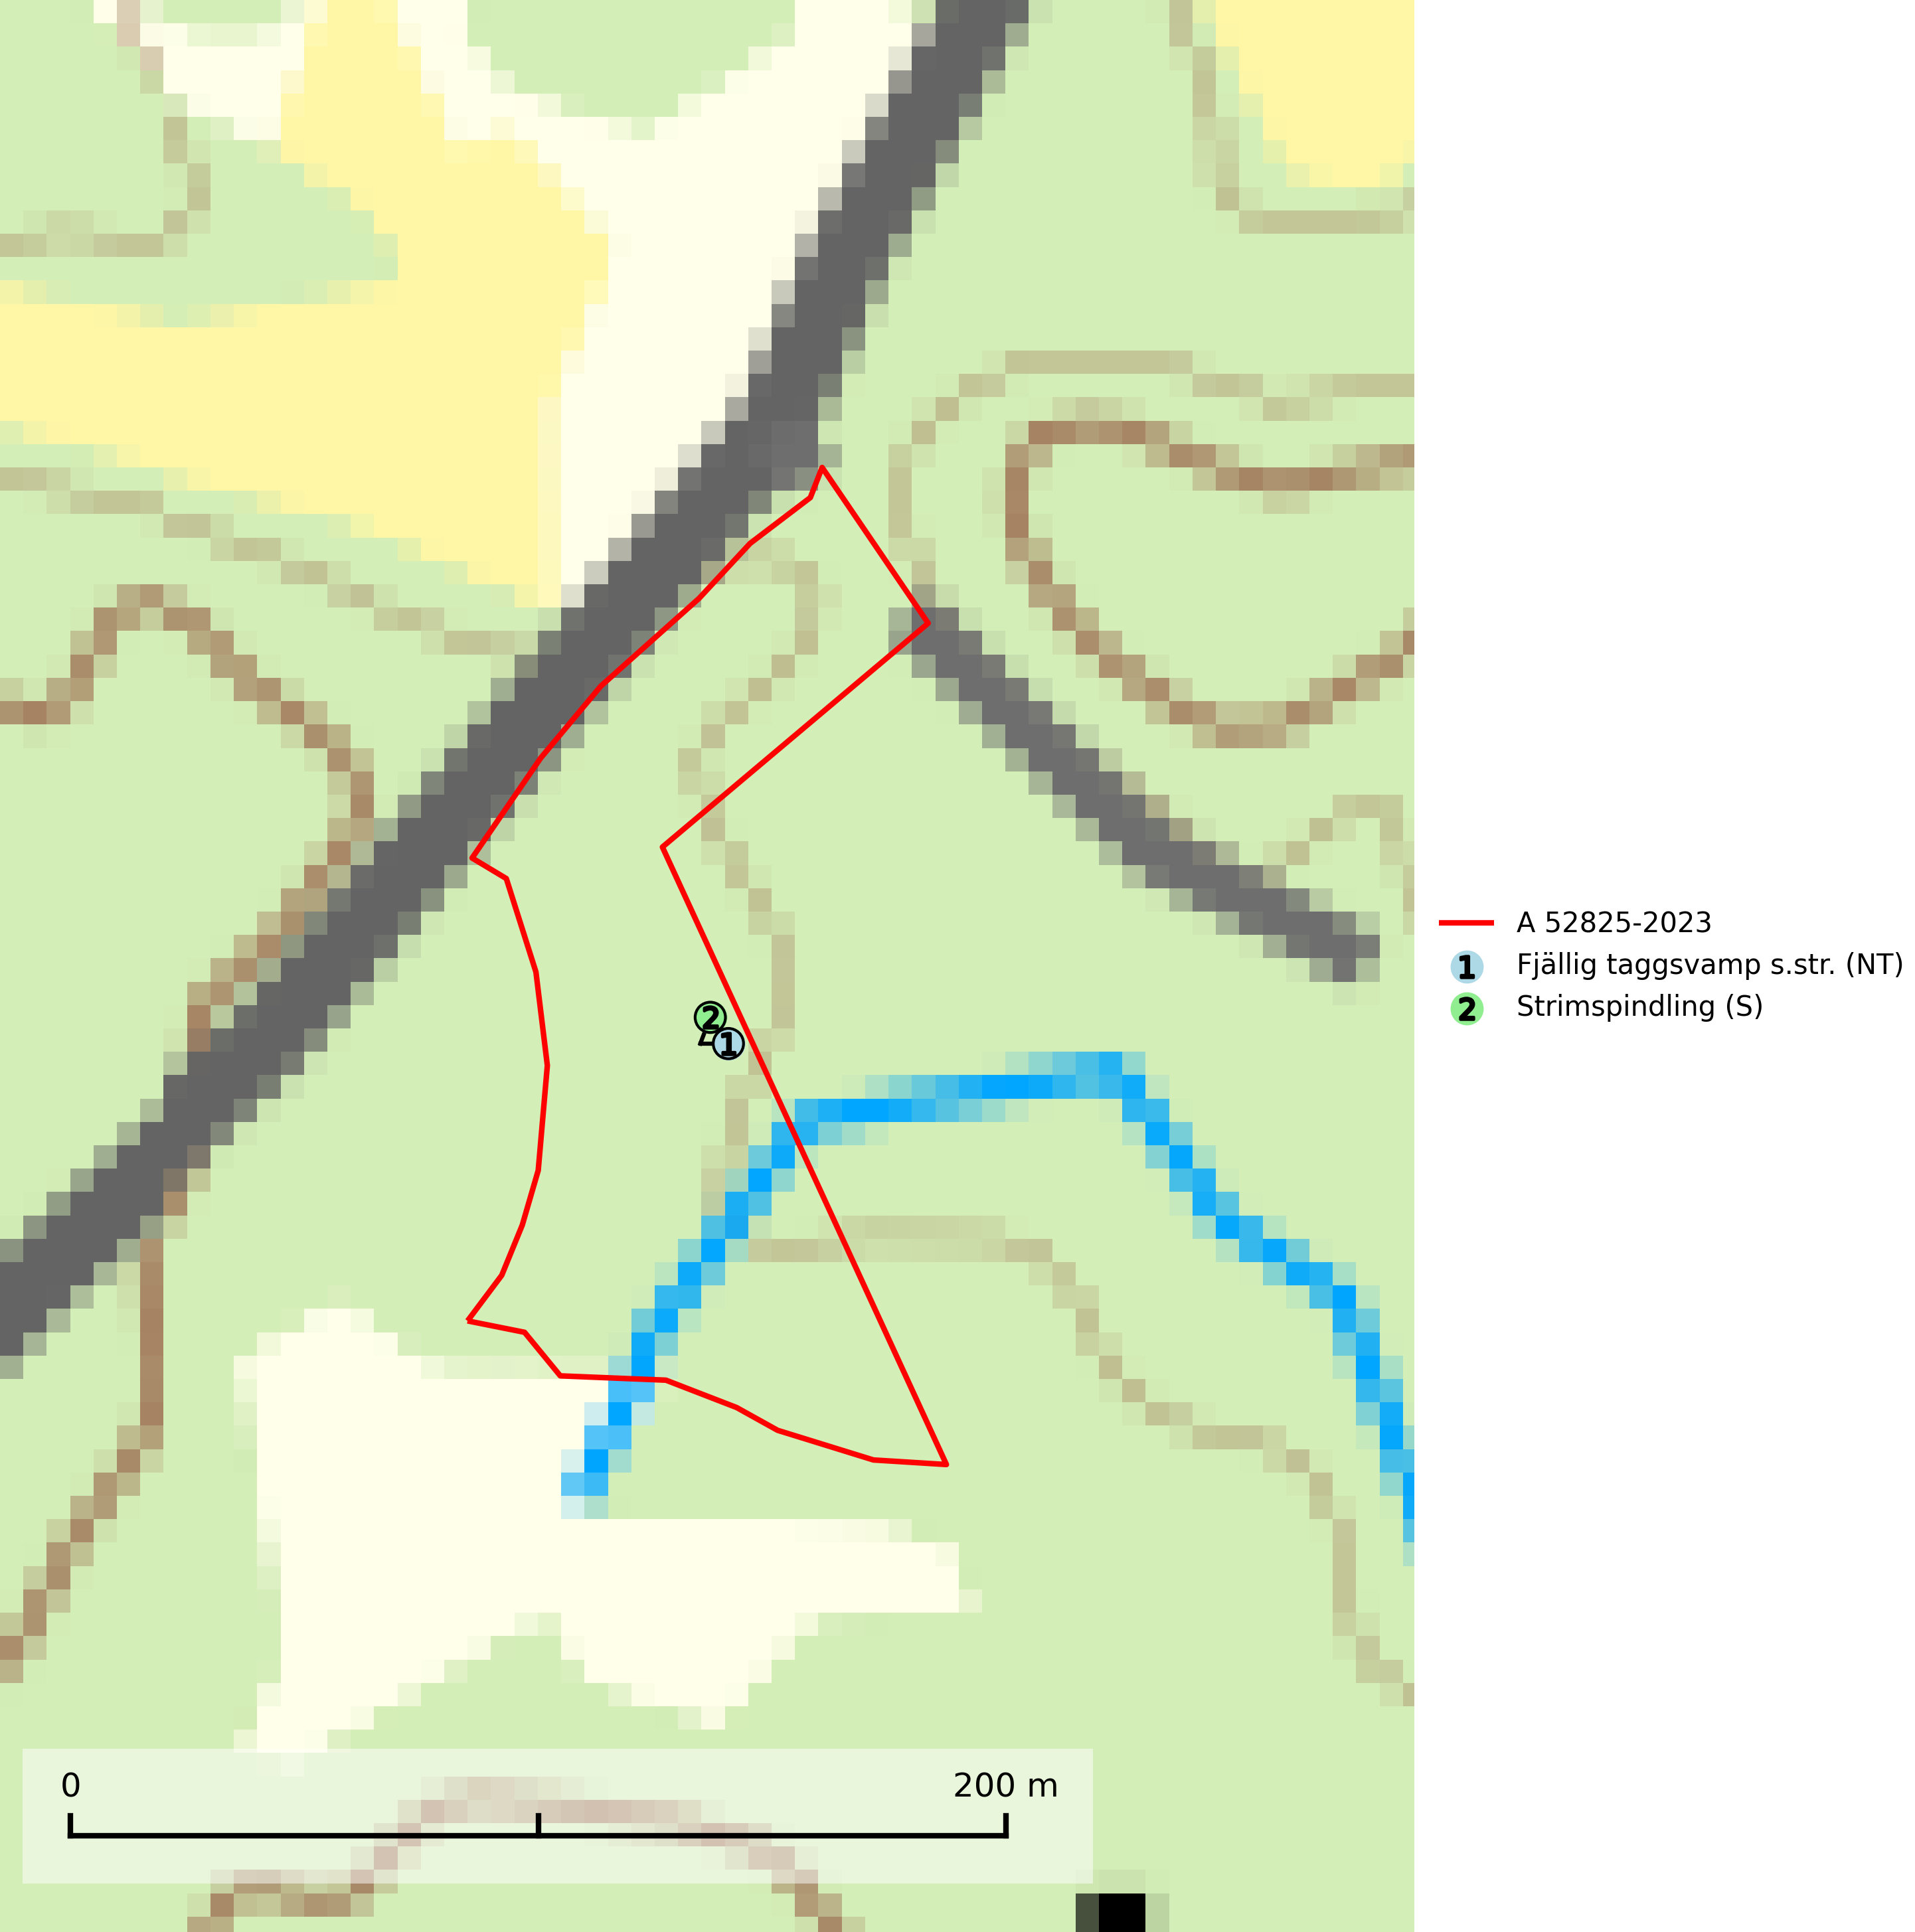 A 52825-2023
1 Fjällig taggsvamp s.str. (NT)
2 Strimspindling (S)
2
1
0 200 m